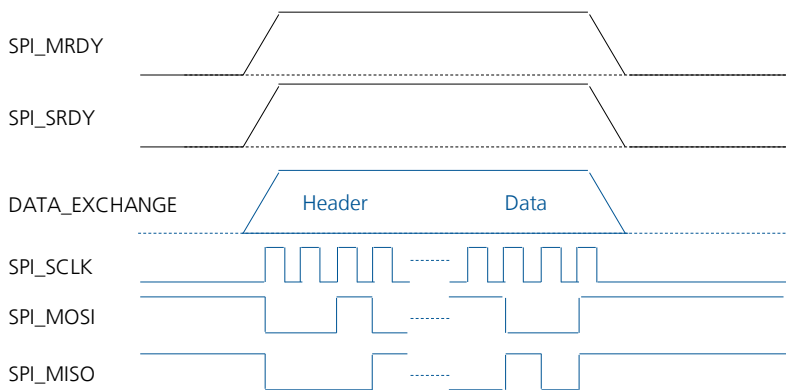 SPI_MRDY
SPI_SRDY
DATA_EXCHANGE
Header Data
SPI_SCLK
SPI_MOSI
SPI_MISO